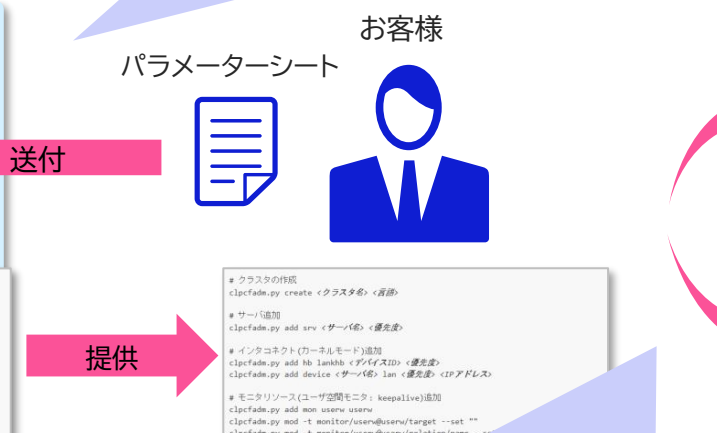 お客様
パラメーターシート
送付
提供
# クラスタの作成
clpcfadm.py create <クラスタ名> <言語>
# サーバ追加
clpcfadm.py add srv <サーバ名> <優先度>
# インタコネクト(カーネルモード)追加
clpcfadm.py add hb lankhb <デバイスID> <優先度>
clpcfadm.py add device <サーバ名> lan <優先度> <IPアドレス>
# モニタリソース(ユーザ空間モニタ: keepalive)追加
clpcfadm.py add mon userw userw
clpcfadm.py mod -t monitor/userw@userw/target --set ""